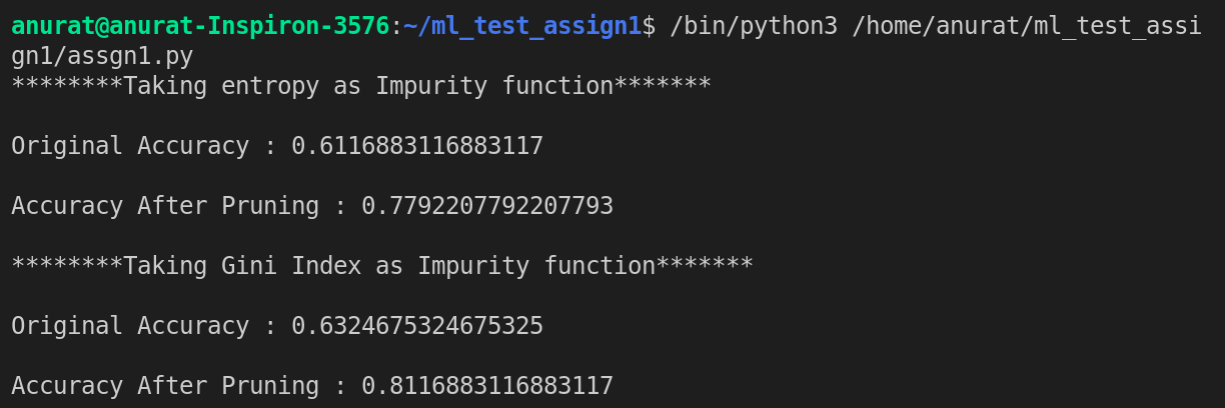 anurat@anurat-Inspiron-3576:~/ml_test_assign1$ /bin/python3 /home/anurat/ml_test_assi
gn1/assgn1.py
********Taking entropy as Impurity function*******
Original Accuracy : 0.6116883116883117
Accuracy After Pruning : 0.7792207792207793
********Taking Gini Index as Impurity function*******
Original Accuracy : 0.6324675324675325
Accuracy After Pruning : 0.8116883116883117